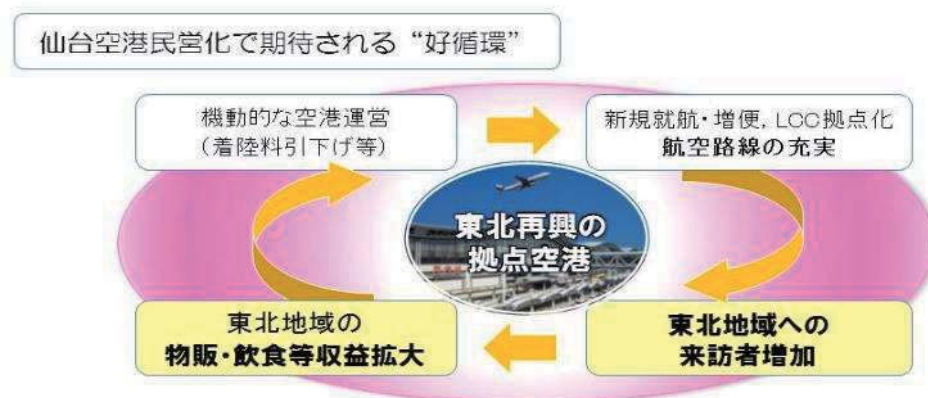 仙台空港民営化で期待される“好循環”
機動的な空港運営
(着陸料引下げ等)
新規就航・増便,LCC拠点化
航空路線の充実
東北再興の
拠点空港
東北地域の
物販・飲食等収益拡大
東北地域への
来訪者増加